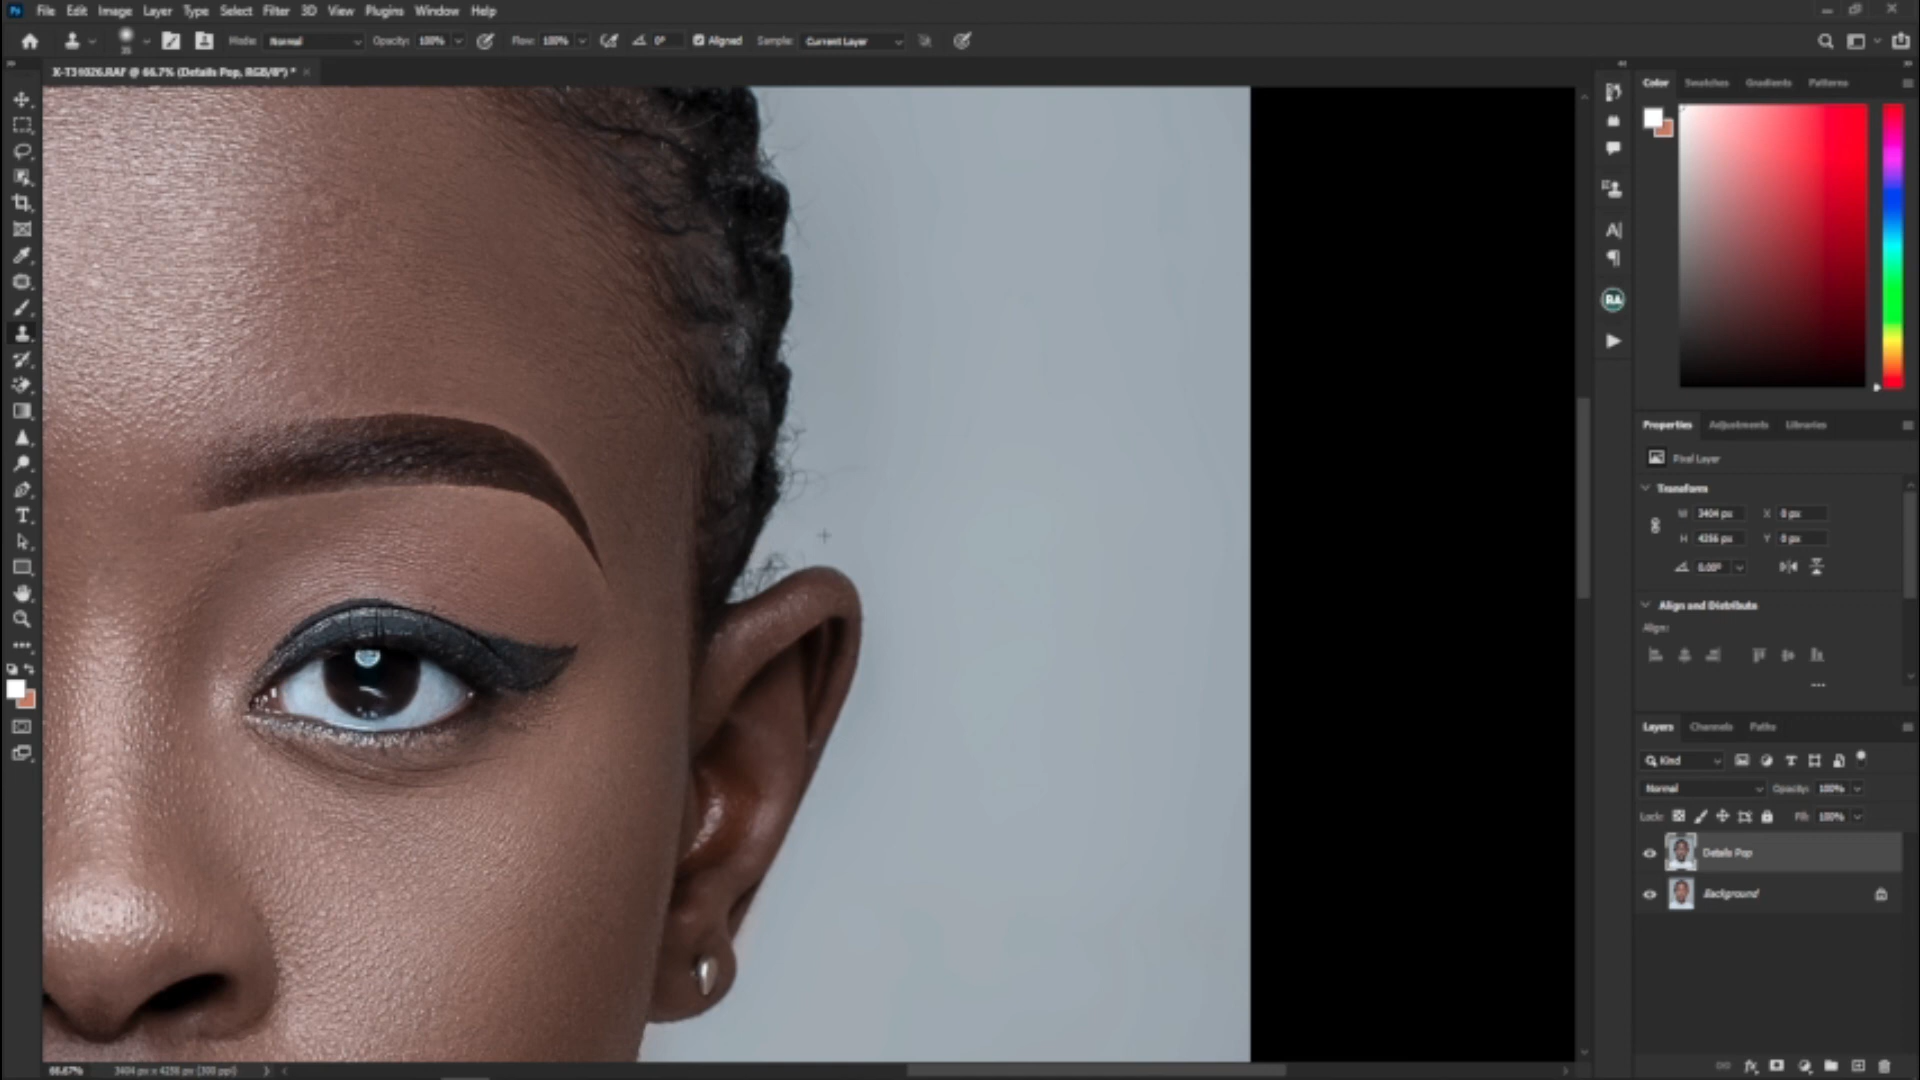 Ps File Edit Image Layer Type Select Filter 3D View Plugins Window Help
Mode: Normal Opacity: 100% Flow: 100% 0° Aligned Sample: Current Layer
X-T31026.RAF @ 66.7% (Details Pop, RGB/8*) *
Color Swatches Gradients Patterns
RA
Properties Adjustments Libraries
Pixel Layer
Transform
W 3404 px X 0 px
H 4256 px Y 0 px
0.00°
Align and Distribute
Align:
Layers Channels Paths
Kind
Normal Opacity: 100%
Lock: Fill: 100%
Details Pop
Background
66.67% 3404 px x 4256 px (300 ppi)